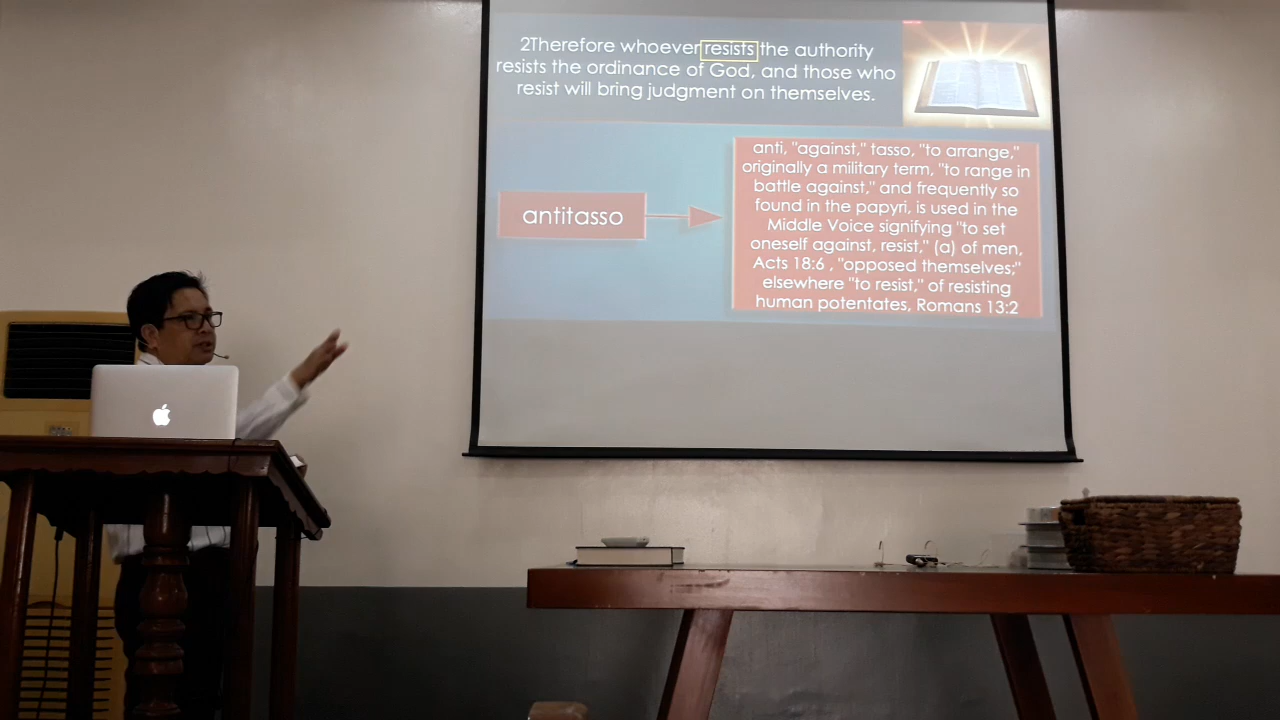 2Therefore whoever resists the authority
resists the ordinance of God, and those who
resist will bring judgment on themselves.
antitasso
anti, "against," tasso, "to arrange,"
originally a military term, "to range in
battle against," and frequently so
found in the papyri, is used in the
Middle Voice signifying "to set
oneself against, resist," (a) of men,
Acts 18:6 , "opposed themselves;"
elsewhere "to resist," of resisting
human potentates, Romans 13:2